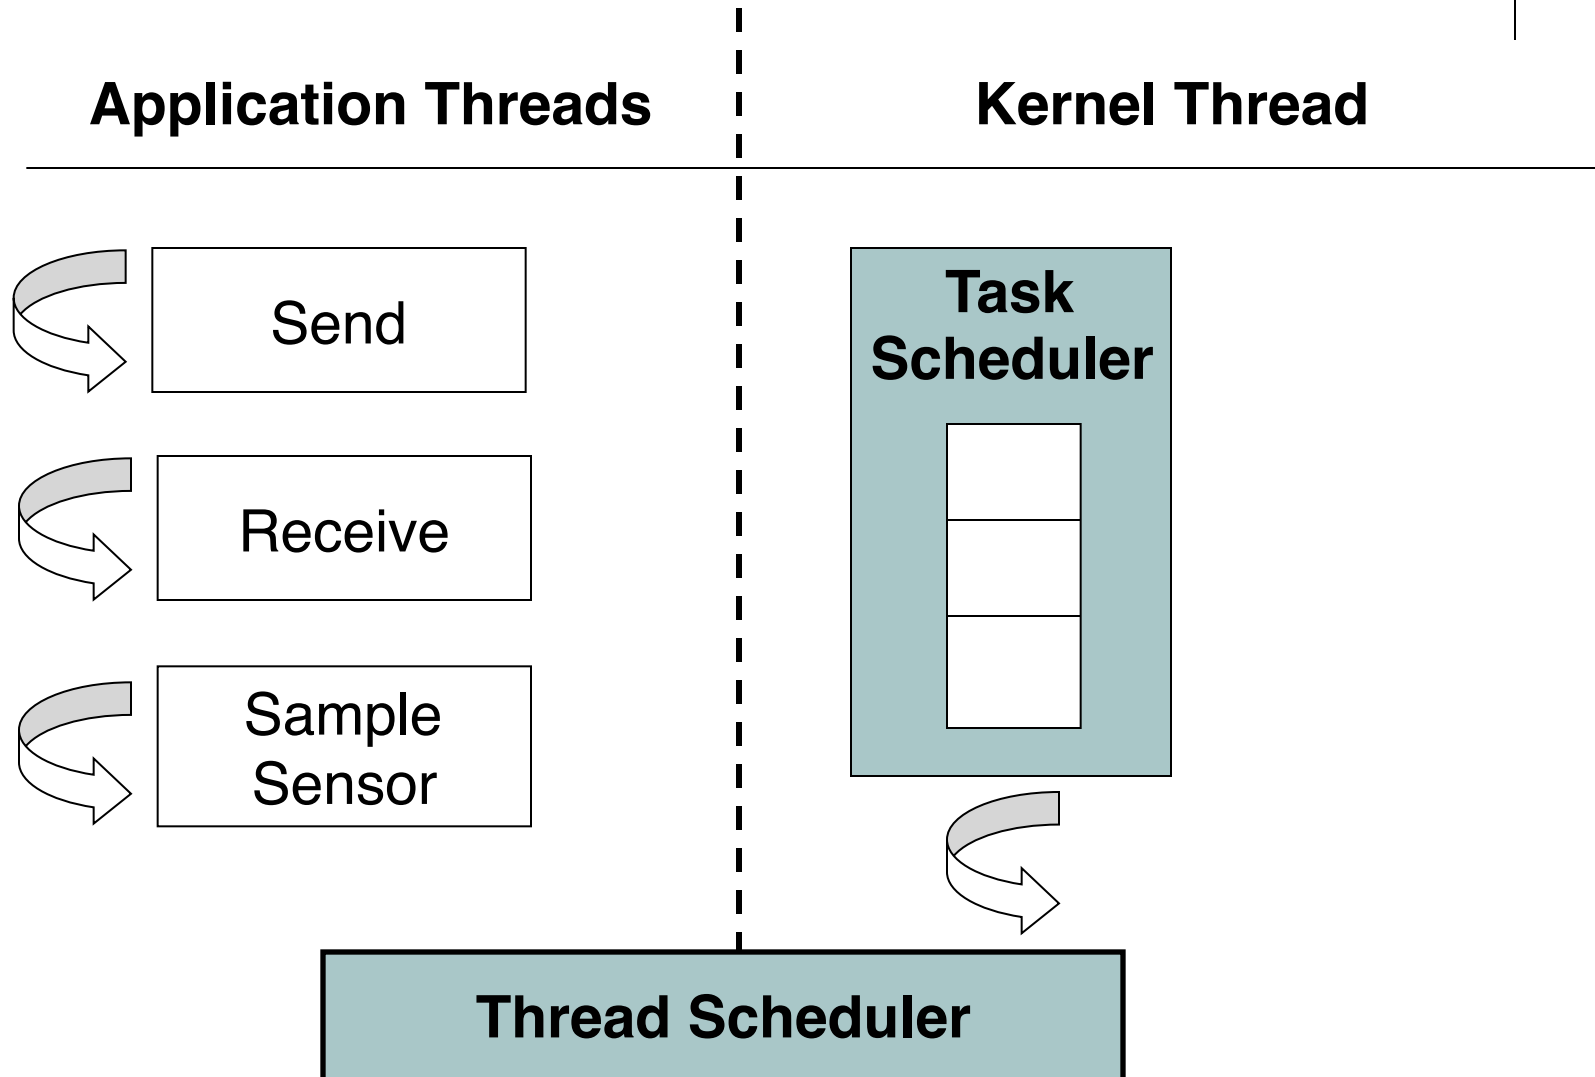 Application Threads
Kernel Thread
Send
Receive
Sample
Sensor
Task
Scheduler
Thread Scheduler